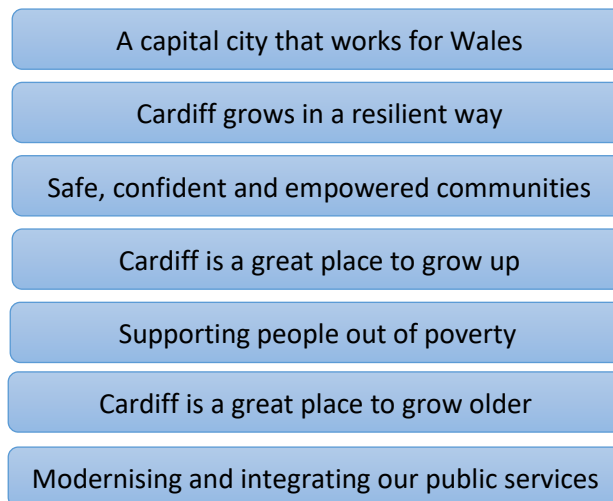 A capital city that works for Wales
Cardiff grows in a resilient way
Safe, confident and empowered communities
Cardiff is a great place to grow up
Supporting people out of poverty
Cardiff is a great place to grow older
Modernising and integrating our public services